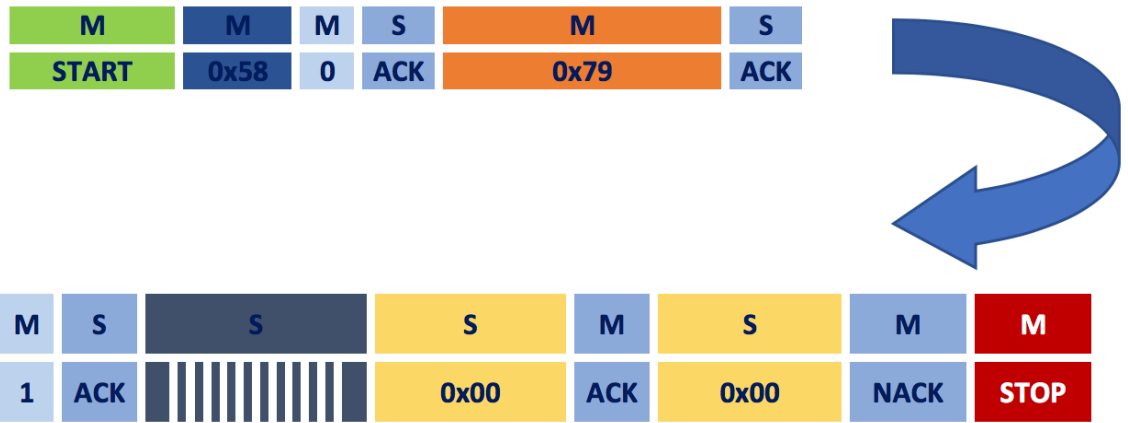 M M M S M S
START 0x58 0 ACK 0x79 ACK
M S S S M S M M
1 ACK 0x00 ACK 0x00 NACK STOP